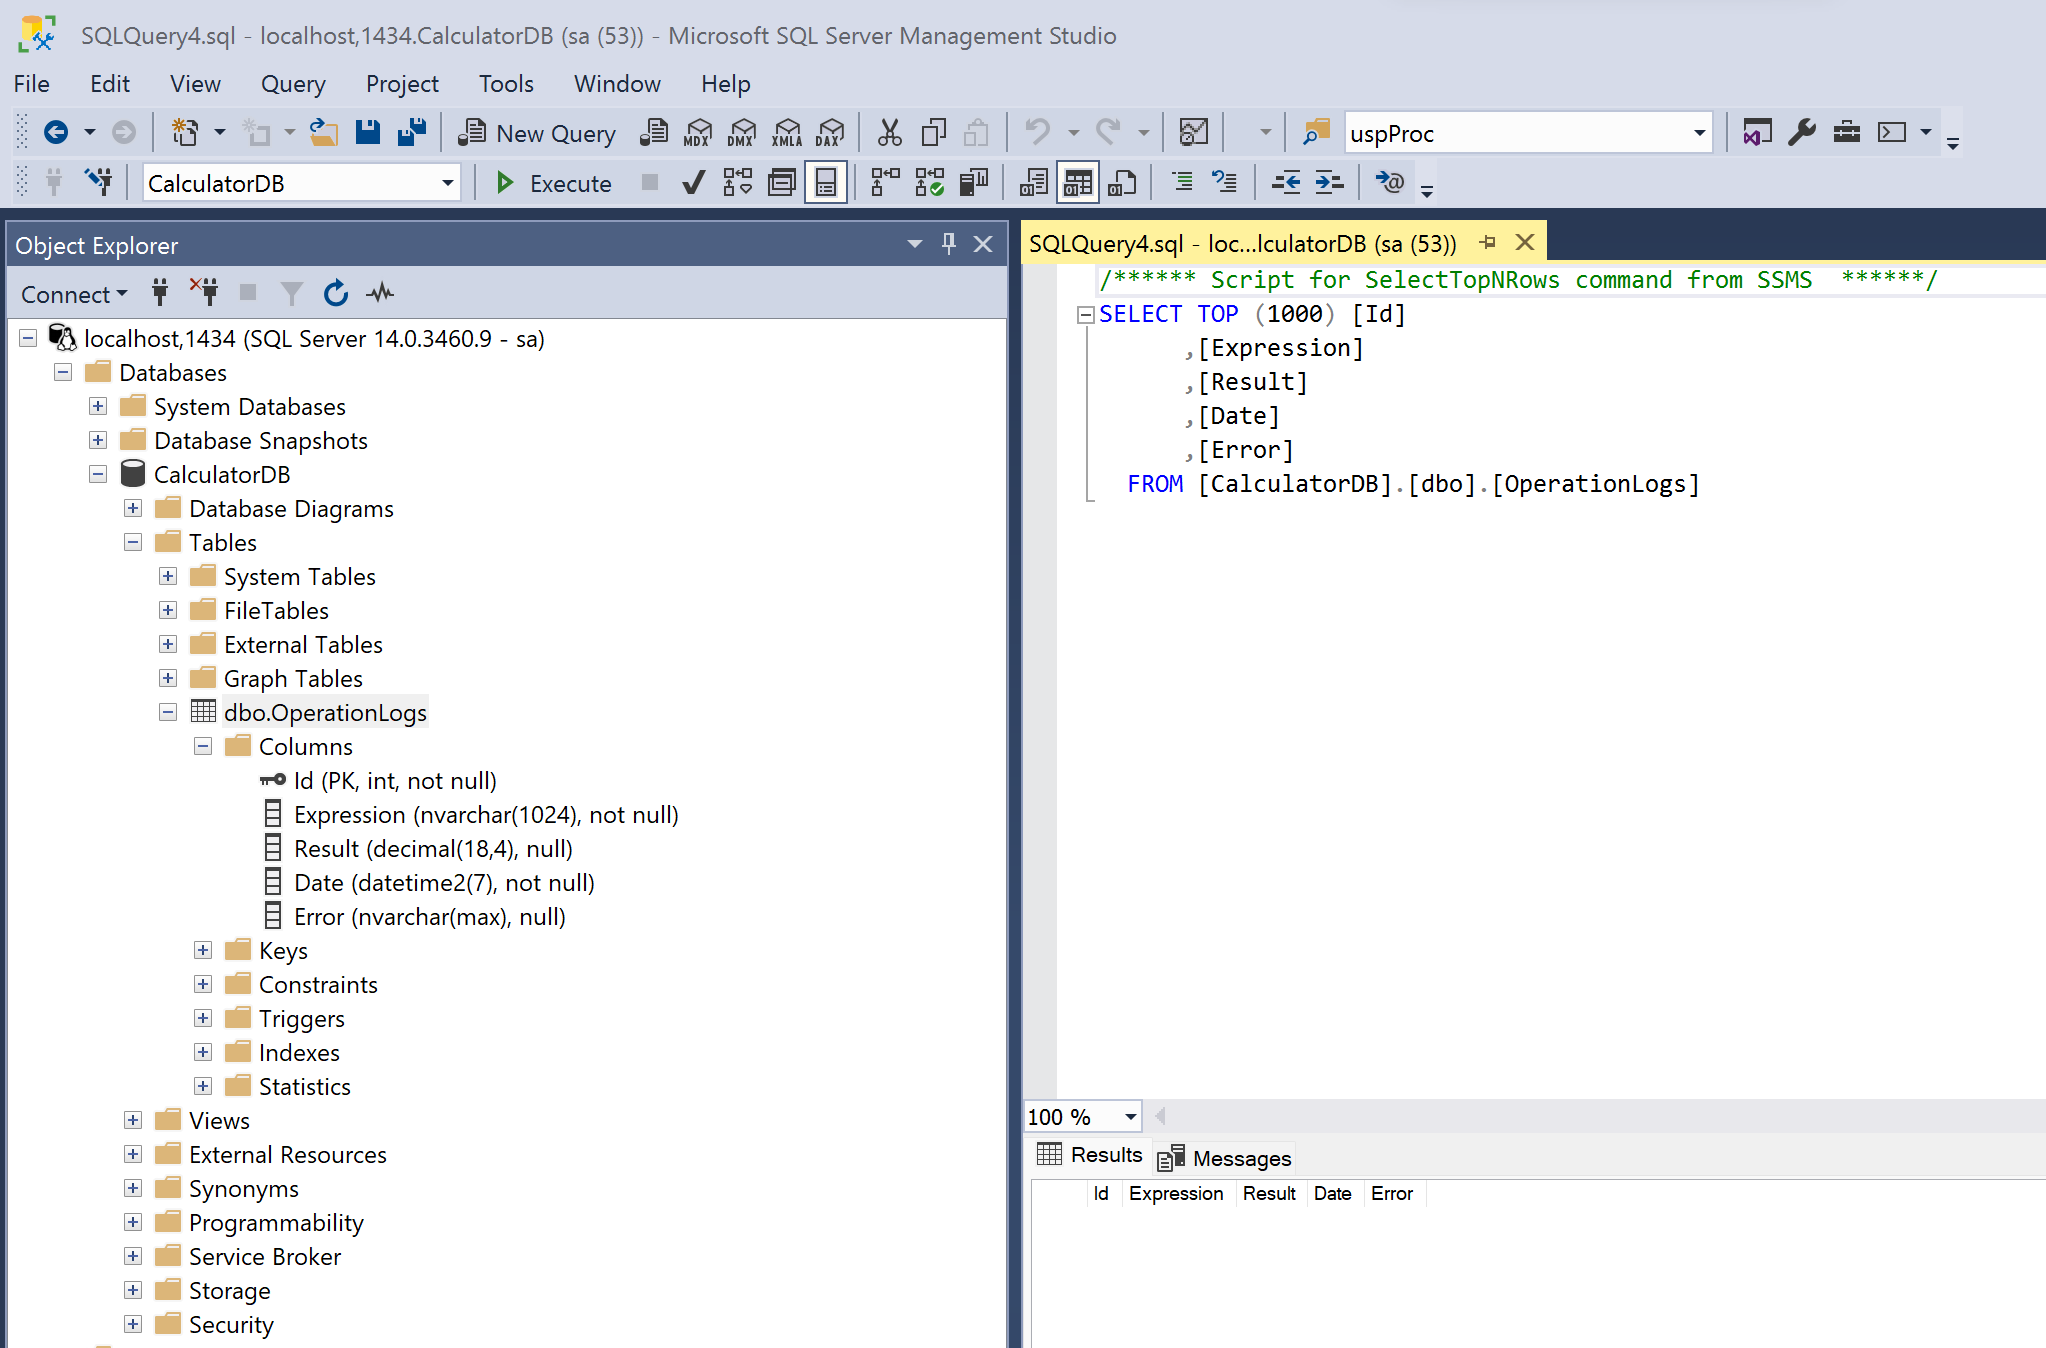 SQLQuery4.sql - localhost,1434.CalculatorDB (sa (53)) - Microsoft SQL Server Management Studio
File Edit View Query Project Tools Window Help
New Query MDX DMX XMLA DAX uspProc
CalculatorDB Execute
Object Explorer
Connect
localhost,1434 (SQL Server 14.0.3460.9 - sa)
Databases
System Databases
Database Snapshots
CalculatorDB
Database Diagrams
Tables
System Tables
FileTables
External Tables
Graph Tables
dbo.OperationLogs
Columns
Id (PK, int, not null)
Expression (nvarchar(1024), not null)
Result (decimal(18,4), null)
Date (datetime2(7), not null)
Error (nvarchar(max), null)
Keys
Constraints
Triggers
Indexes
Statistics
Views
External Resources
Synonyms
Programmability
Service Broker
Storage
Security
SQLQuery4.sql - loc...lculatorDB (sa (53))
/****** Script for SelectTopNRows command from SSMS  ******/
SELECT TOP (1000) [Id]
,[Expression]
,[Result]
,[Date]
,[Error]
FROM [CalculatorDB].[dbo].[OperationLogs]
100 %
Results Messages
Id Expression Result Date Error